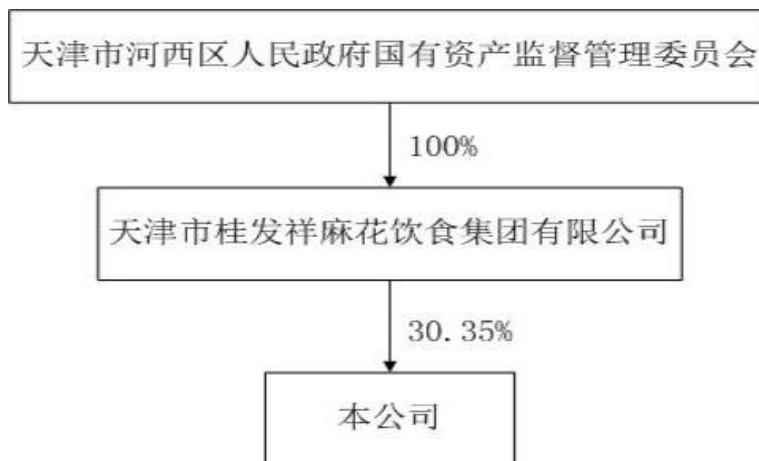 天津市河西区人民政府国有资产监督管理委员会
100%
天津市桂发祥麻花饮食集团有限公司
30.35%
本公司